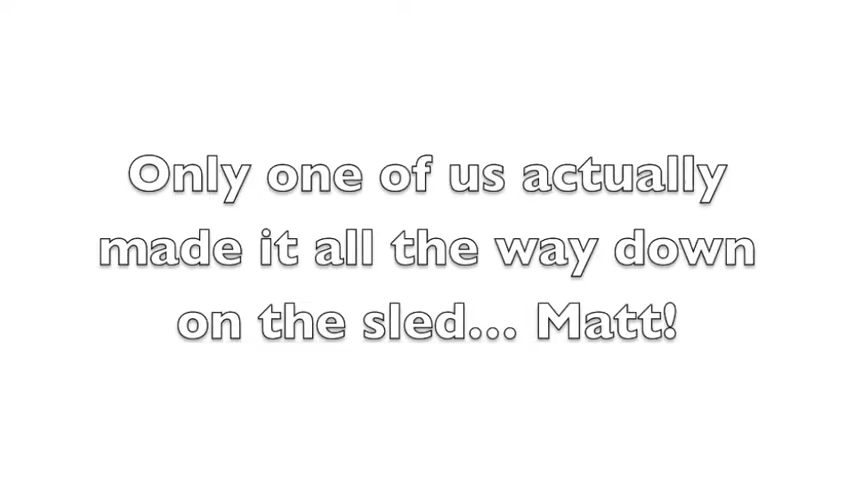 Only one of us actually
made it all the way down
on the sled... Matt!